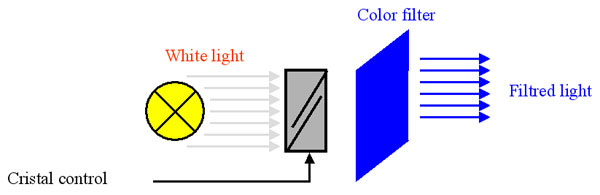 Color filter
White light
Filtred light
Cristal control